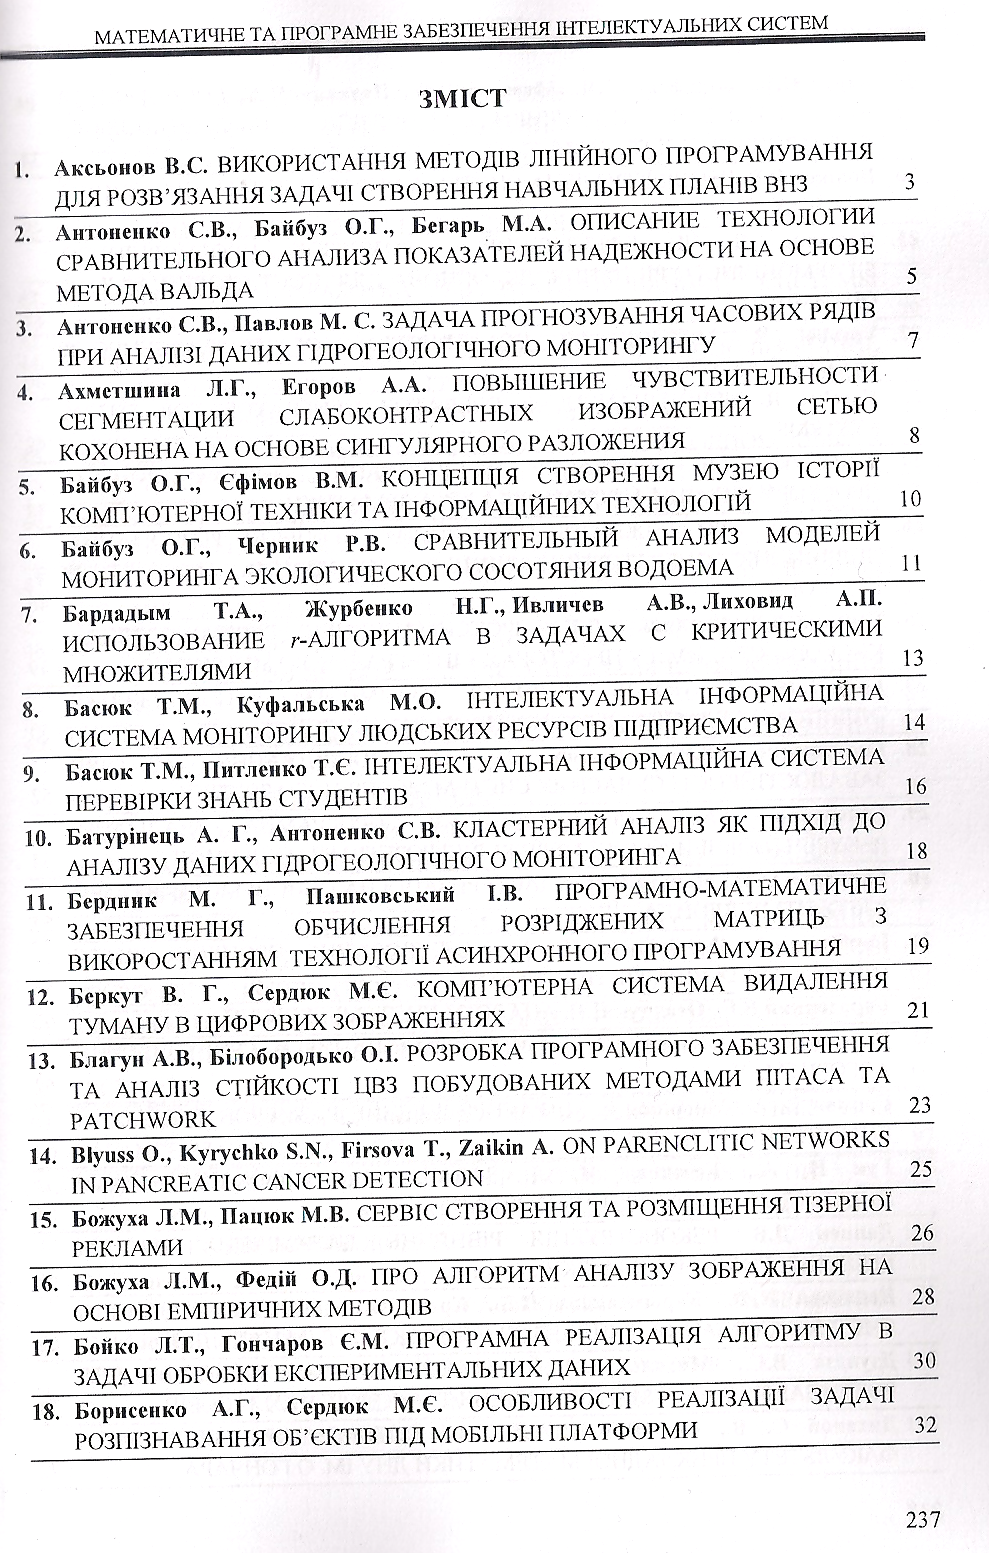 МАТЕМАТИЧНЕ ТА ПРОГРАМНЕ ЗАБЕЗПЕЧЕННЯ ІНТЕЛЕКТУАЛЬНИХ СИСТЕМ
ЗМІСТ
1. Аксьонов В.С. ВИКОРИСТАННЯ МЕТОДІВ ЛІНІЙНОГО ПРОГРАМУВАННЯ
ДЛЯ РОЗВ’ЯЗАННЯ ЗАДАЧІ СТВОРЕННЯ НАВЧАЛЬНИХ ПЛАНІВ ВНЗ 3
2. Антоненко С.В., Байбуз О.Г., Бегарь М.А. ОПИСАНИЕ ТЕХНОЛОГИИ
СРАВНИТЕЛЬНОГО АНАЛИЗА ПОКАЗАТЕЛЕЙ НАДЕЖНОСТИ НА ОСНОВЕ
МЕТОДА ВАЛЬДА 5
3. Антоненко С.В., Павлов М. С. ЗАДАЧА ПРОГНОЗУВАННЯ ЧАСОВИХ РЯДІВ
ПРИ АНАЛІЗІ ДАНИХ ГІДРОГЕОЛОГІЧНОГО МОНІТОРИНГУ 7
4. Ахметшина Л.Г., Егоров А.А. ПОВЫШЕНИЕ ЧУВСТВИТЕЛЬНОСТИ
СЕГМЕНТАЦИИ СЛАБОКОНТРАСТНЫХ ИЗОБРАЖЕНИЙ СЕТЬЮ
КОХОНЕНА НА ОСНОВЕ СИНГУЛЯРНОГО РАЗЛОЖЕНИЯ 8
5. Байбуз О.Г., Єфімов В.М. КОНЦЕПЦІЯ СТВОРЕННЯ МУЗЕЮ ІСТОРІЇ
КОМП’ЮТЕРНОЇ ТЕХНІКИ ТА ІНФОРМАЦІЙНИХ ТЕХНОЛОГІЙ 10
6. Байбуз О.Г., Черник Р.В. СРАВНИТЕЛЬНЫЙ АНАЛИЗ МОДЕЛЕЙ
МОНИТОРИНГА ЭКОЛОГИЧЕСКОГО СОСОТЯНИЯ ВОДОЕМА 11
7. Бардадым Т.А., Журбенко Н.Г., Ивличев А.В., Лиховид А.П.
ИСПОЛЬЗОВАНИЕ r-АЛГОРИТМА В ЗАДАЧАХ С КРИТИЧЕСКИМИ
МНОЖИТЕЛЯМИ 13
8. Басюк Т.М., Куфальська М.О. ІНТЕЛЕКТУАЛЬНА ІНФОРМАЦІЙНА
СИСТЕМА МОНІТОРИНГУ ЛЮДСЬКИХ РЕСУРСІВ ПІДПРИЄМСТВА 14
9. Басюк Т.М., Питленко Т.Є. ІНТЕЛЕКТУАЛЬНА ІНФОРМАЦІЙНА СИСТЕМА
ПЕРЕВІРКИ ЗНАНЬ СТУДЕНТІВ 16
10. Батурінець А. Г., Антоненко С.В. КЛАСТЕРНИЙ АНАЛІЗ ЯК ПІДХІД ДО
АНАЛІЗУ ДАНИХ ГІДРОГЕОЛОГІЧНОГО МОНІТОРИНГА 18
11. Бердник М. Г., Пашковський І.В. ПРОГРАМНО-МАТЕМАТИЧНЕ
ЗАБЕЗПЕЧЕННЯ ОБЧИСЛЕННЯ РОЗРІДЖЕНИХ МАТРИЦЬ З
ВИКОРОСТАННЯМ ТЕХНОЛОГІЇ АСИНХРОННОГО ПРОГРАМУВАННЯ 19
12. Беркут В. Г., Сердюк М.Є. КОМП’ЮТЕРНА СИСТЕМА ВИДАЛЕННЯ
ТУМАНУ В ЦИФРОВИХ ЗОБРАЖЕННЯХ 21
13. Благун А.В., Білобородько О.І. РОЗРОБКА ПРОГРАМНОГО ЗАБЕЗПЕЧЕННЯ
ТА АНАЛІЗ СТІЙКОСТІ ЦВЗ ПОБУДОВАНИХ МЕТОДАМИ ПІТАСА ТА
PATCHWORK 23
14. Blyuss O., Kyrychko S.N., Firsova T., Zaikin A. ON PARENCLITIC NETWORKS
IN PANCREATIC CANCER DETECTION 25
15. Божуха Л.М., Пацюк М.В. СЕРВІС СТВОРЕННЯ ТА РОЗМІЩЕННЯ ТІЗЕРНОЇ
РЕКЛАМИ 26
16. Божуха Л.М., Федій О.Д. ПРО АЛГОРИТМ АНАЛІЗУ ЗОБРАЖЕННЯ НА
ОСНОВІ ЕМПІРИЧНИХ МЕТОДІВ 28
17. Бойко Л.Т., Гончаров Є.М. ПРОГРАМНА РЕАЛІЗАЦІЯ АЛГОРИТМУ В
ЗАДАЧІ ОБРОБКИ ЕКСПЕРИМЕНТАЛЬНИХ ДАНИХ 30
18. Борисенко А.Г., Сердюк М.Є. ОСОБЛИВОСТІ РЕАЛІЗАЦІЇ ЗАДАЧІ
РОЗПІЗНАВАННЯ ОБ’ЄКТІВ ПІД МОБІЛЬНІ ПЛАТФОРМИ 32
237